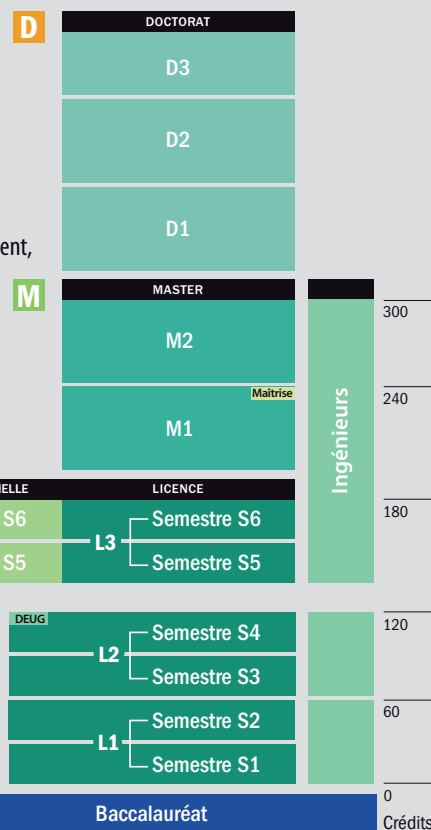 D
DOCTORAT
D3
D2
D1
ent,
M
MASTER
M2
300
Maîtrise
240
M1
Ingénieurs
ELLE
LICENCE
180
S6
Semestre S6
L3
S5
Semestre S5
DEUG
120
Semestre S4
L2
Semestre S3
60
Semestre S2
L1
Semestre S1
0
Baccalauréat
Crédits